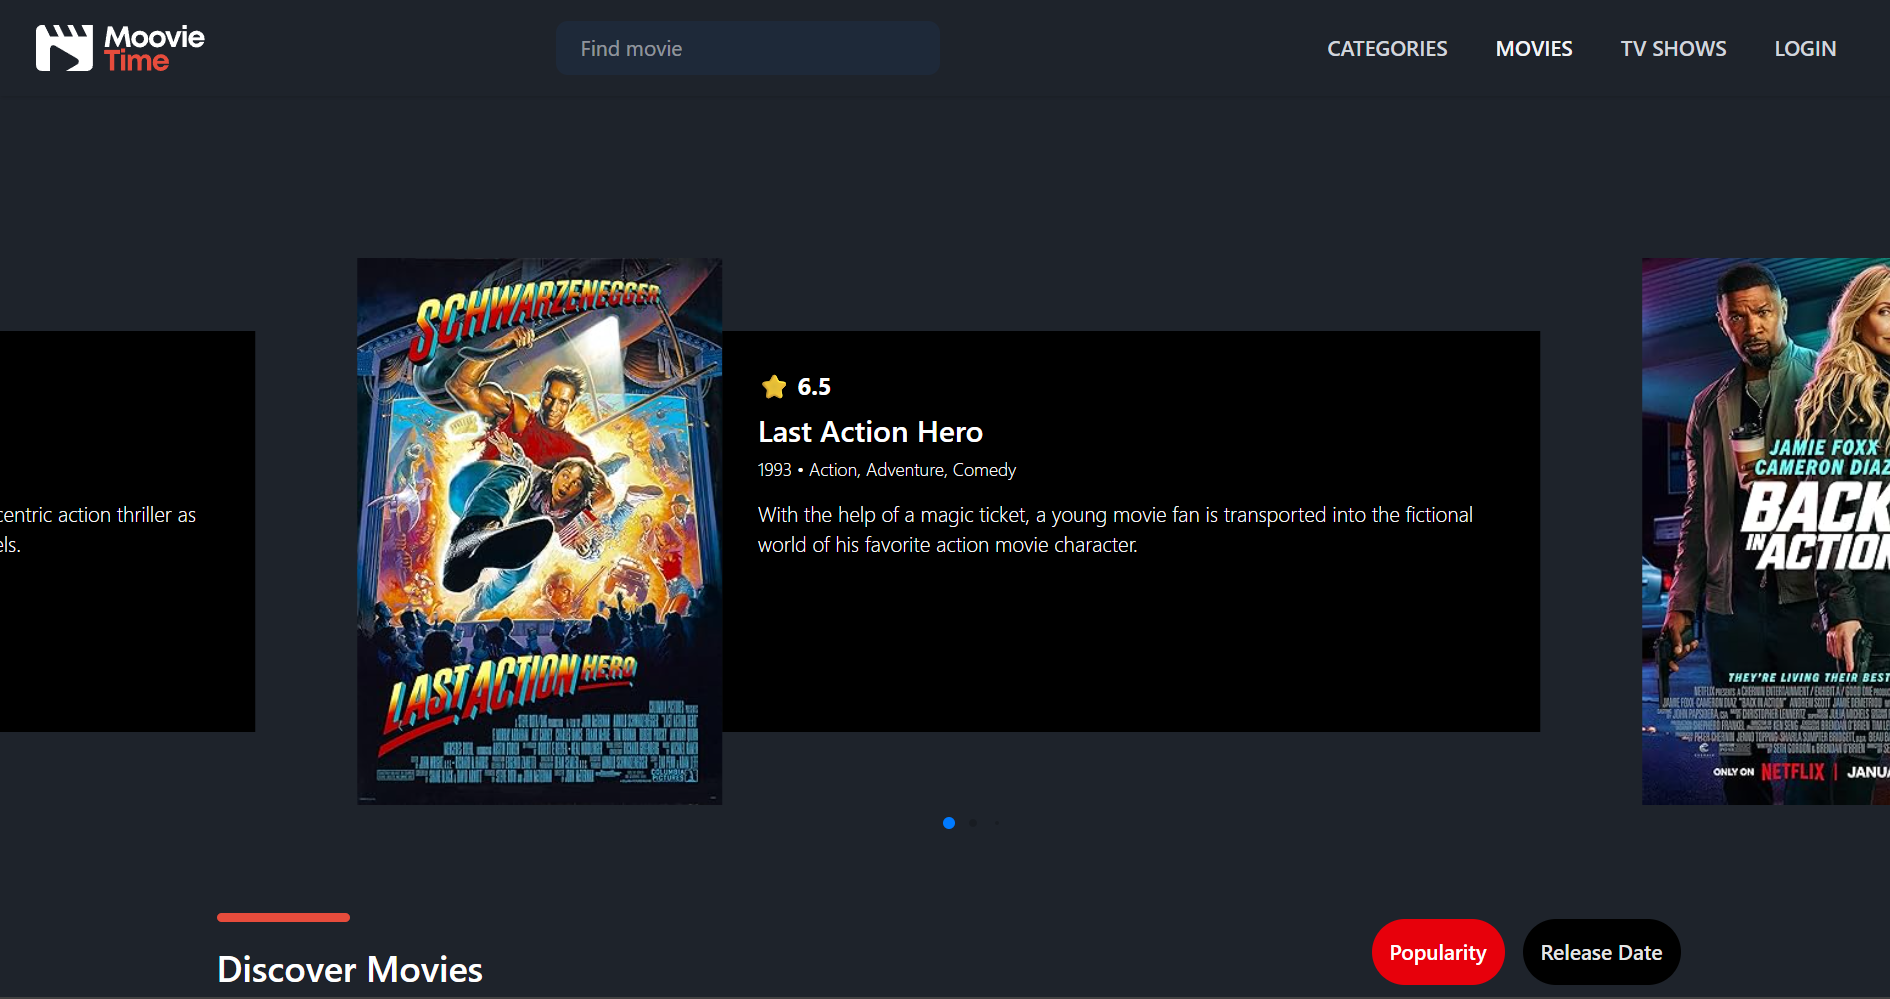 Moovie
Time
Find movie
CATEGORIES
MOVIES
TV SHOWS
LOGIN
centric action thriller as
els.
SCHWARZENEGGER
LAST ACTION HERO
COLUMBIA
PICTURES
6.5
Last Action Hero
1993 • Action, Adventure, Comedy
With the help of a magic ticket, a young movie fan is transported into the fictional
world of his favorite action movie character.
JAMIE FOXX
CAMERON DIAZ
BACK
IN ACTION
THEY'RE LIVING THEIR BEST
ONLY ON NETFLIX | JANUA
Discover Movies
Popularity
Release Date